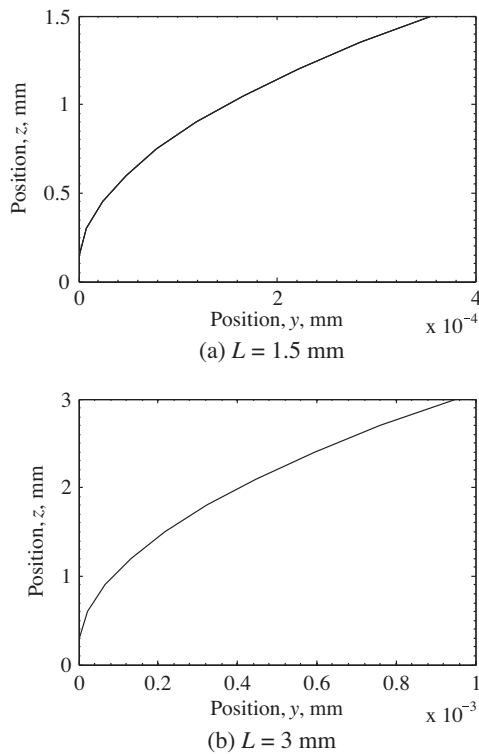 1.5
1
0.5
0
Position, z, mm
0 2 4
Position, y, mm
x 10⁻⁴
(a) L = 1.5 mm
3
2
1
0
Position, z, mm
0 0.2 0.4 0.6 0.8 1
Position, y, mm
x 10⁻³
(b) L = 3 mm